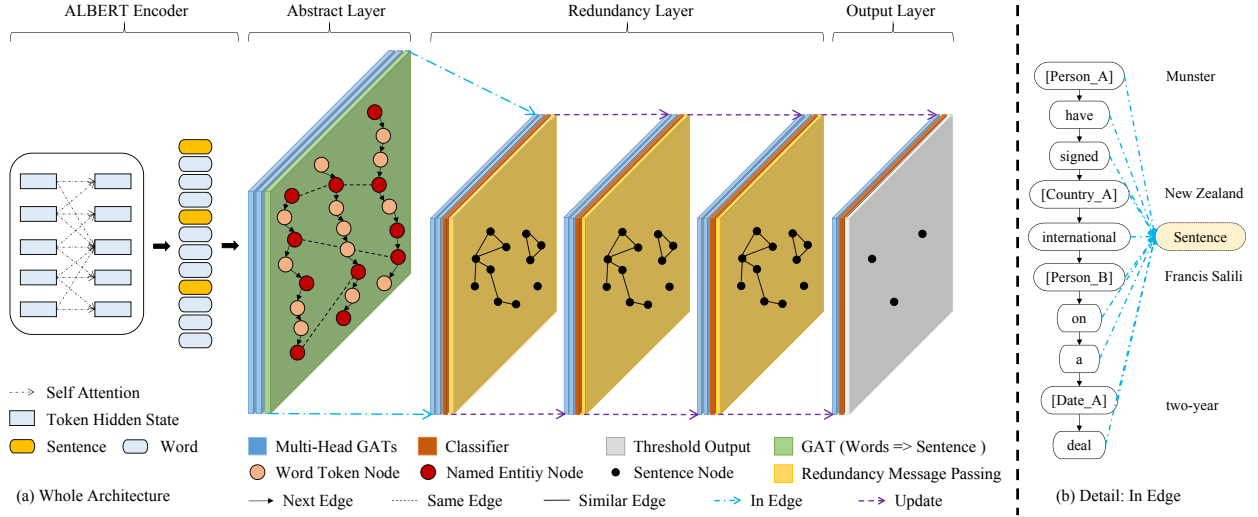 ALBERT Encoder
Abstract Layer
Redundancy Layer
Output Layer
Self Attention
Token Hidden State
Sentence
Word
(a) Whole Architecture
Multi-Head GATs
Classifier
Threshold Output
GAT (Words => Sentence )
Word Token Node
Named Entitiy Node
Sentence Node
Redundancy Message Passing
Next Edge
Same Edge
Similar Edge
In Edge
Update
[Person_A]
Munster
have
signed
[Country_A]
New Zealand
international
Sentence
[Person_B]
Francis Salili
on
a
[Date_A]
two-year
deal
(b) Detail: In Edge